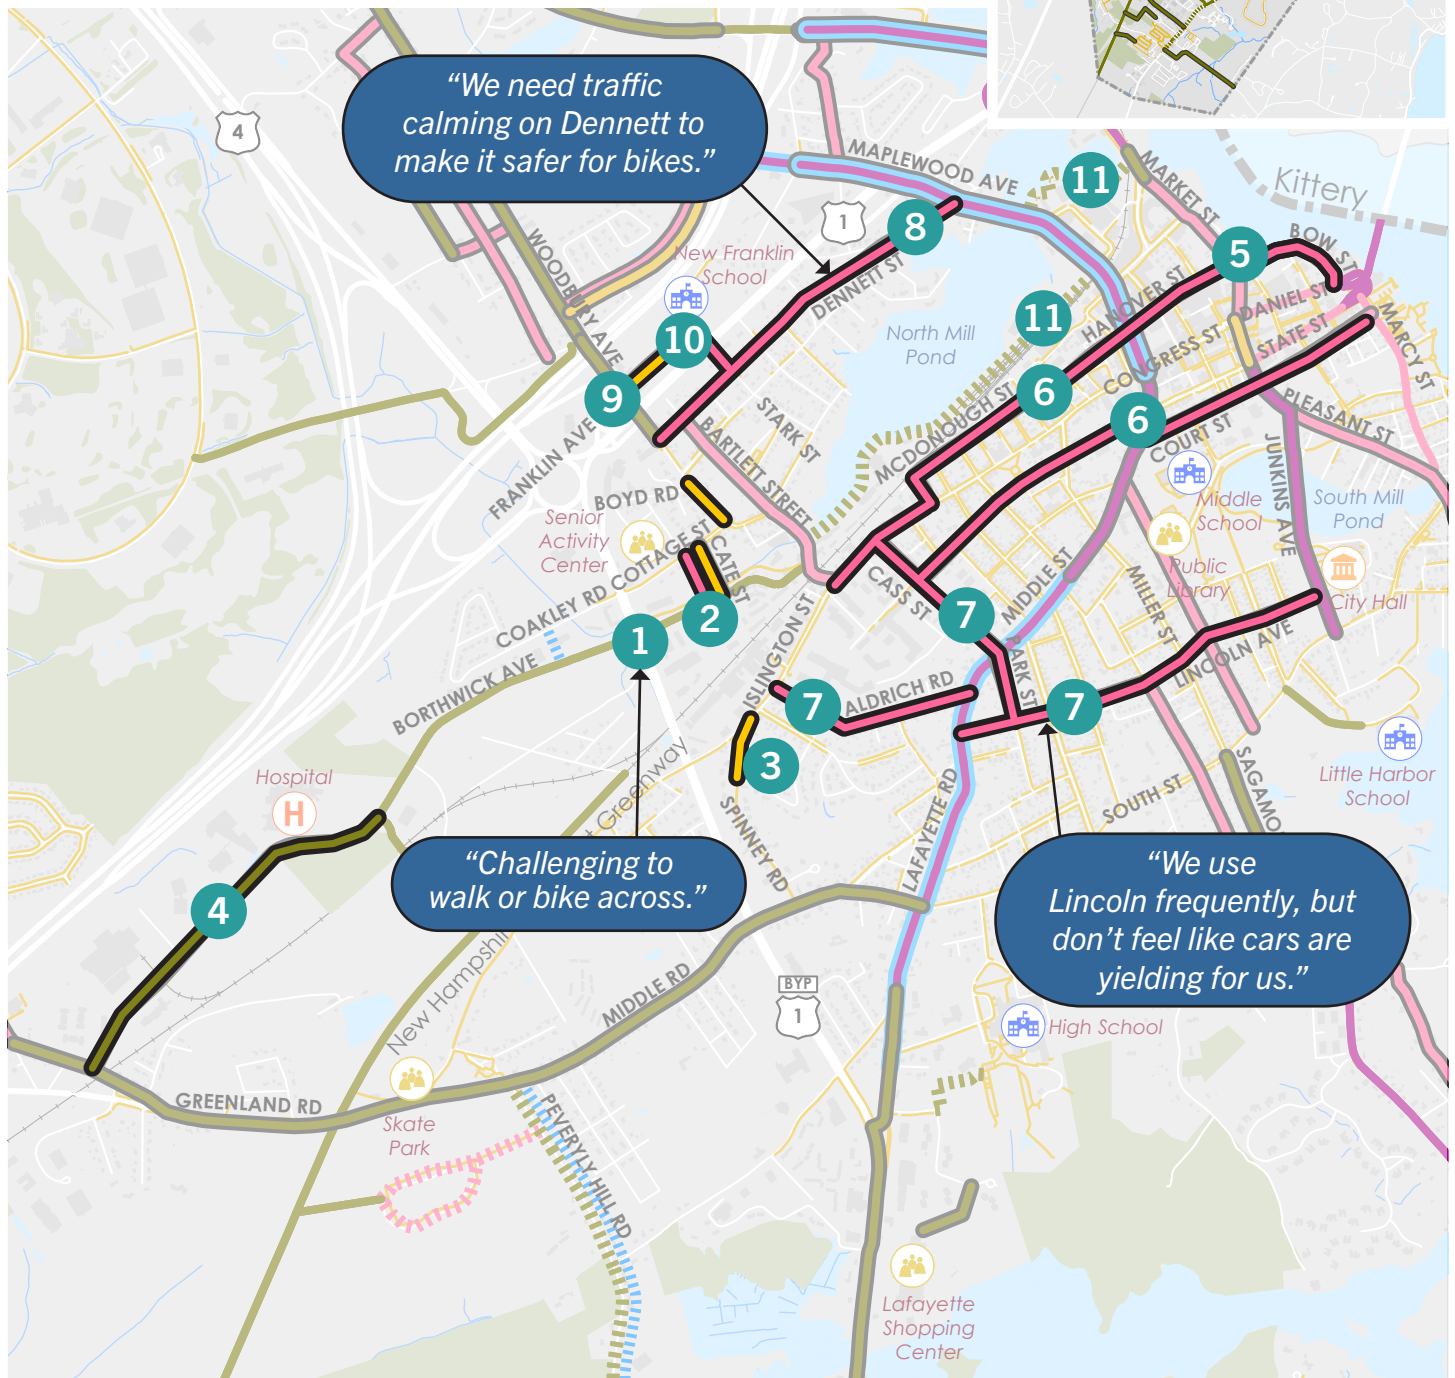 “We need traffic
calming on Dennett to
make it safer for bikes.”
4
MAPLEWOOD AVE
11
MARKET ST
Kittery
1
8
New Franklin
School
WOODBURY AVE
DENNETT ST
5
BOW ST
HANOVER ST
DANIEL ST
STATE ST
MARCY ST
11
North Mill
Pond
10
CONGRESS ST
9
6
MCDONOUGH ST
6
PLEASANT ST
STARK ST
BARTLETT STREET
COURT ST
JUNKINS AVE
FRANKLIN AVE
BOYD RD
Middle
School
South Mill
Pond
Senior
Activity
Center
COTTAGE ST
CATE ST
Public
Library
City Hall
COAKLEY RD
2
1
CASS ST
7
MIDDLE ST
MILLER ST
ISLINGTON ST
PARK ST
LINCOLN AVE
BORTHWICK AVE
7
ALDRICH RD
7
3
Little Harbor
School
Hospital
H
SPINNEY RD
LAFAYETTE RD
SOUTH ST
SAGAMO
“Challenging to
walk or bike across.”
“We use
Lincoln frequently, but
don’t feel like cars are
yielding for us.”
4
New Hampshir
t Greenway
MIDDLE RD
BYP
1
High School
GREENLAND RD
Skate
Park
PEVERYLY HILL RD
Lafayette
Shopping
Center